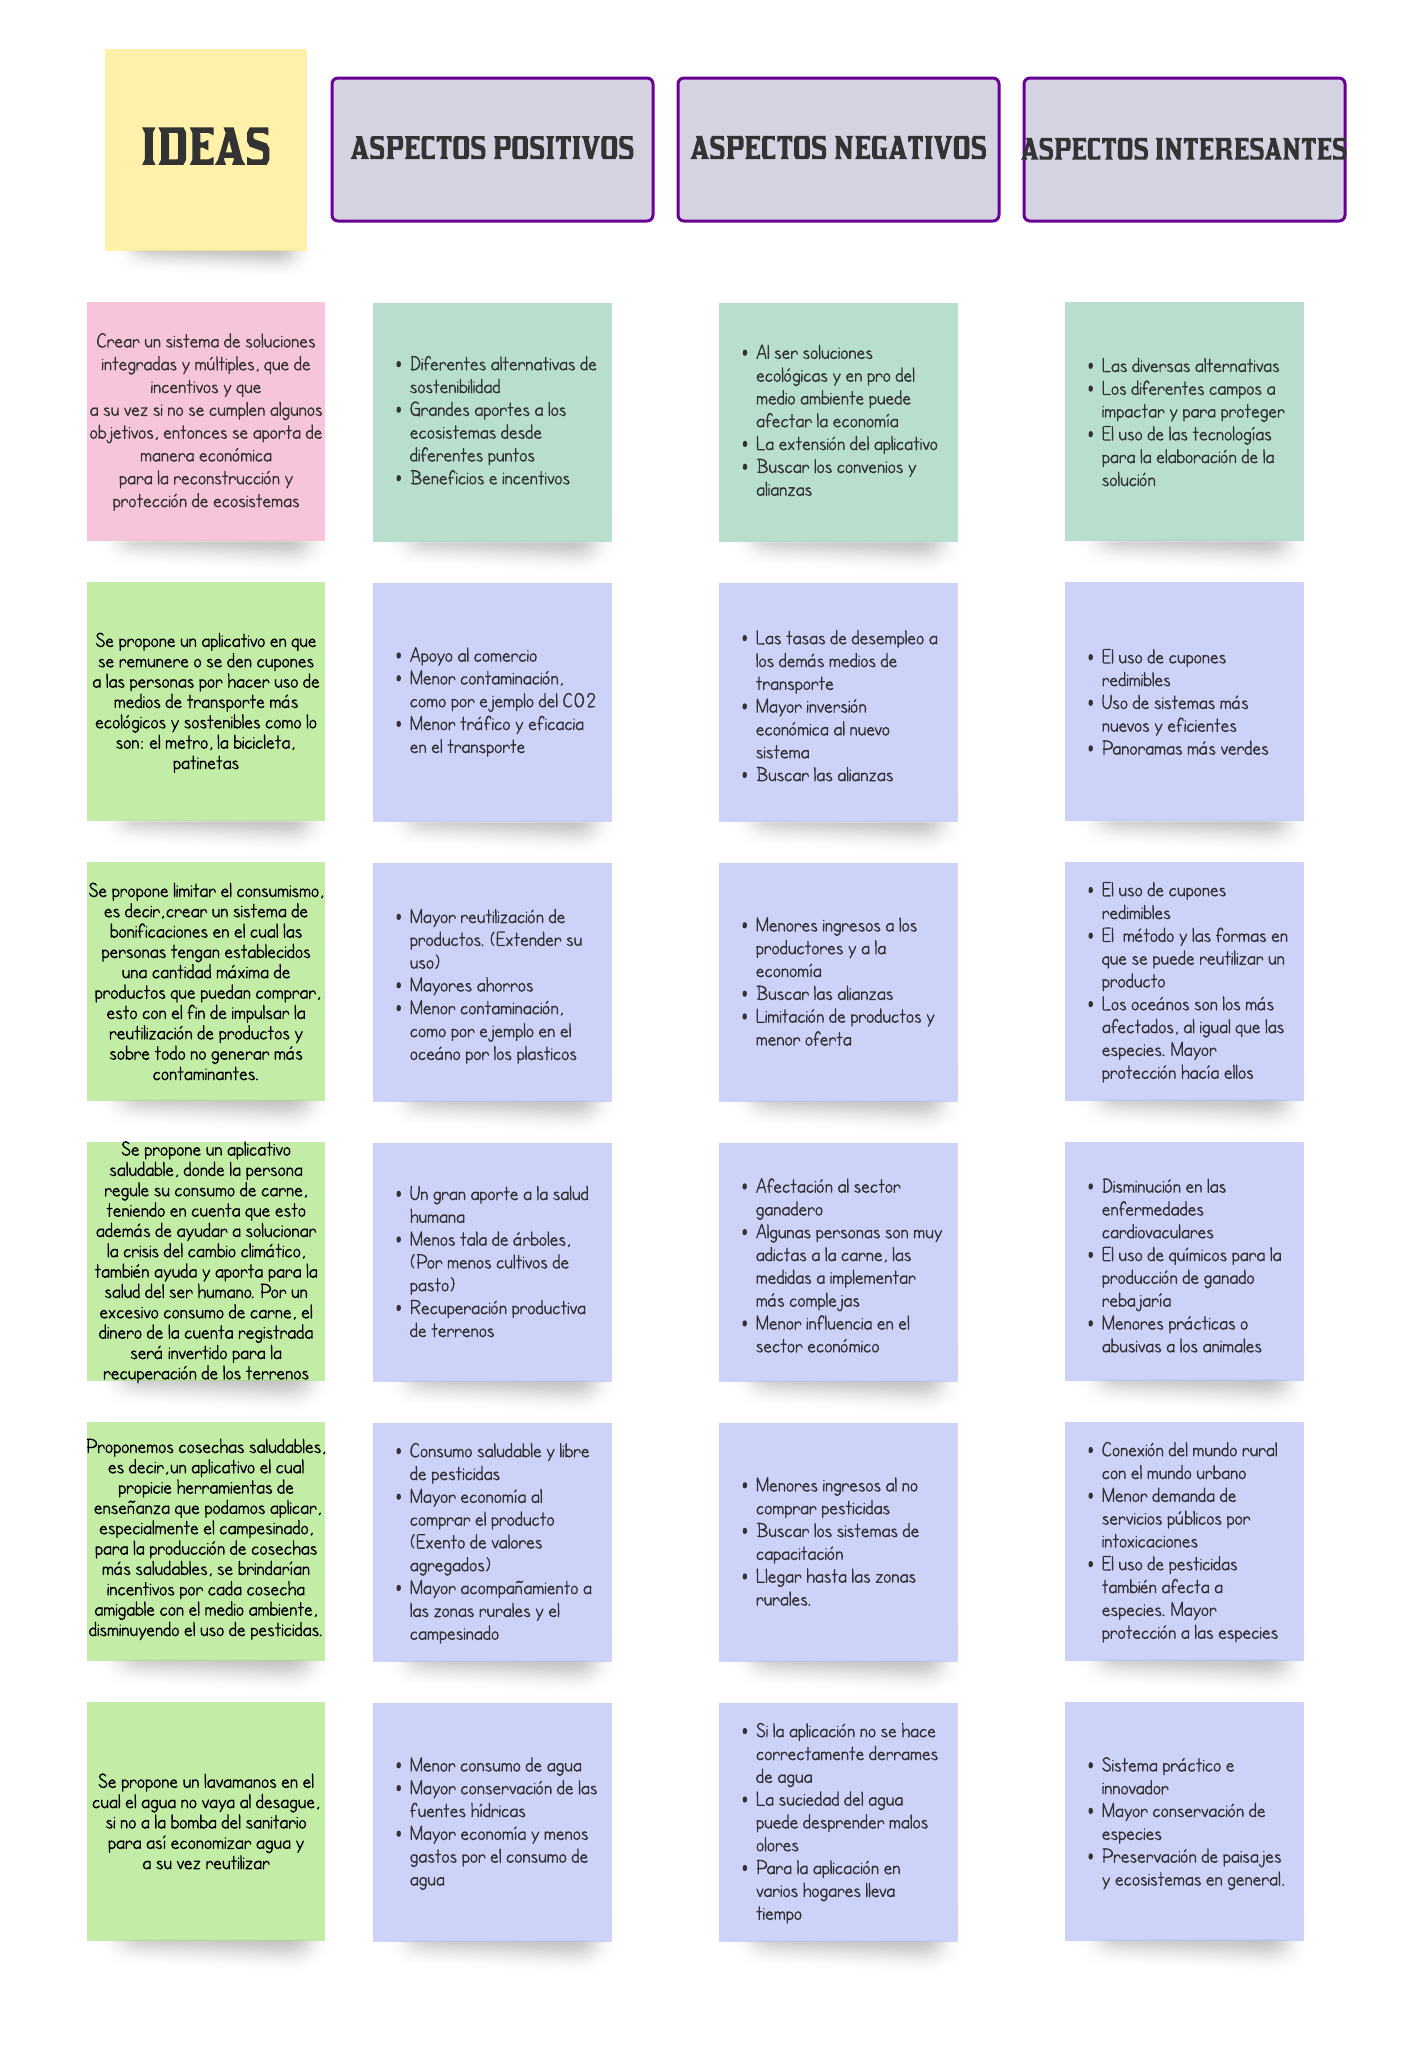 IDEAS
ASPECTOS POSITIVOS
ASPECTOS NEGATIVOS
ASPECTOS INTERESANTES
Crear un sistema de soluciones
integradas y múltiples, que de
incentivos y que
a su vez si no se cumplen algunos
objetivos, entonces se aporta de
manera económica
para la reconstrucción y
protección de ecosistemas
• Diferentes alternativas de
sostenibilidad
• Grandes aportes a los
ecosistemas desde
diferentes puntos
• Beneficios e incentivos
• Al ser soluciones
ecológicas y en pro del
medio ambiente puede
afectar la economía
• La extensión del aplicativo
• Buscar los convenios y
alianzas
• Las diversas alternativas
• Los diferentes campos a
impactar y para proteger
• El uso de las tecnologías
para la elaboración de la
solución
Se propone un aplicativo en que
se remunere o se den cupones
a las personas por hacer uso de
medios de transporte más
ecológicos y sostenibles como lo
son: el metro, la bicicleta,
patinetas
• Apoyo al comercio
• Menor contaminación,
como por ejemplo del CO2
• Menor tráfico y eficacia
en el transporte
• Las tasas de desempleo a
los demás medios de
transporte
• Mayor inversión
económica al nuevo
sistema
• Buscar las alianzas
• El uso de cupones
redimibles
• Uso de sistemas más
nuevos y eficientes
• Panoramas más verdes
Se propone limitar el consumismo,
es decir,crear un sistema de
bonificaciones en el cual las
personas tengan establecidos
una cantidad máxima de
productos que puedan comprar,
esto con el fin de impulsar la
reutilización de productos y
sobre todo no generar más
contaminantes.
• Mayor reutilización de
productos. (Extender su
uso)
• Mayores ahorros
• Menor contaminación,
como por ejemplo en el
oceáno por los plasticos
• Menores ingresos a los
productores y a la
economía
• Buscar las alianzas
• Limitación de productos y
menor oferta
• El uso de cupones
redimibles
• El  método y las formas en
que se puede reutilizar un
producto
• Los oceános son los más
afectados, al igual que las
especies. Mayor
protección hacía ellos
Se propone un aplicativo
saludable, donde la persona
regule su consumo de carne,
teniendo en cuenta que esto
además de ayudar a solucionar
la crisis del cambio climático,
también ayuda y aporta para la
salud del ser humano. Por un
excesivo consumo de carne, el
dinero de la cuenta registrada
será invertido para la
recuperación de los terrenos
• Un gran aporte a la salud
humana
• Menos tala de árboles,
(Por menos cultivos de
pasto)
• Recuperación productiva
de terrenos
• Afectación al sector
ganadero
• Algunas personas son muy
adictas a la carne, las
medidas a implementar
más complejas
• Menor influencia en el
sector económico
• Disminución en las
enfermedades
cardiovaculares
• El uso de químicos para la
producción de ganado
rebajaría
• Menores prácticas o
abusivas a los animales
Proponemos cosechas saludables,
es decir,un aplicativo el cual
propicie herramientas de
enseñanza que podamos aplicar,
especialmente el campesinado,
para la producción de cosechas
más saludables, se brindarían
incentivos por cada cosecha
amigable con el medio ambiente,
disminuyendo el uso de pesticidas.
• Consumo saludable y libre
de pesticidas
• Mayor economía al
comprar el producto
(Exento de valores
agregados)
• Mayor acompañamiento a
las zonas rurales y el
campesinado
• Menores ingresos al no
comprar pesticidas
• Buscar los sistemas de
capacitación
• Llegar hasta las zonas
rurales.
• Conexión del mundo rural
con el mundo urbano
• Menor demanda de
servicios públicos por
intoxicaciones
• El uso de pesticidas
también afecta a
especies. Mayor
protección a las especies
Se propone un lavamanos en el
cual el agua no vaya al desague,
si no a la bomba del sanitario
para así economizar agua y
a su vez reutilizar
• Menor consumo de agua
• Mayor conservación de las
fuentes hídricas
• Mayor economía y menos
gastos por el consumo de
agua
• Si la aplicación no se hace
correctamente derrames
de agua
• La suciedad del agua
puede desprender malos
olores
• Para la aplicación en
varios hogares lleva
tiempo
• Sistema práctico e
innovador
• Mayor conservación de
especies
• Preservación de paisajes
y ecosistemas en general.